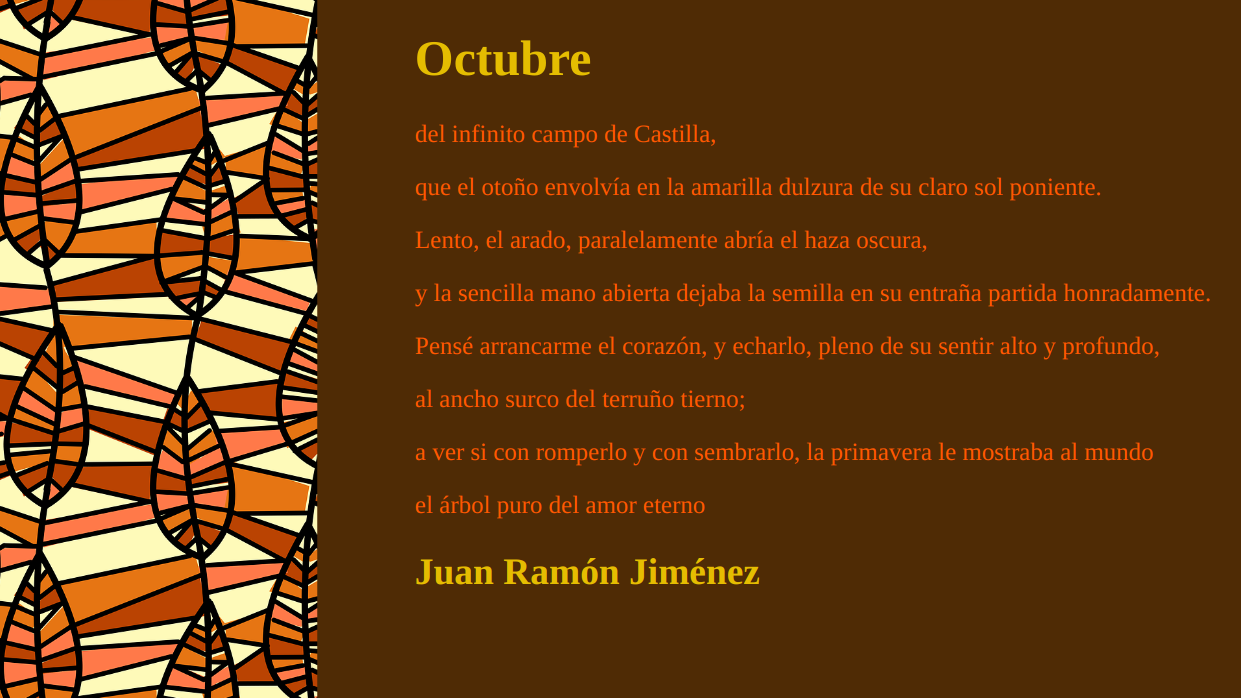 Octubre
del infinito campo de Castilla,
que el otoño envolvía en la amarilla dulzura de su claro sol poniente.
Lento, el arado, paralelamente abría el haza oscura,
y la sencilla mano abierta dejaba la semilla en su entraña partida honradamente.
Pensé arrancarme el corazón, y echarlo, pleno de su sentir alto y profundo,
al ancho surco del terruño tierno;
a ver si con romperlo y con sembrarlo, la primavera le mostraba al mundo
el árbol puro del amor eterno
Juan Ramón Jiménez